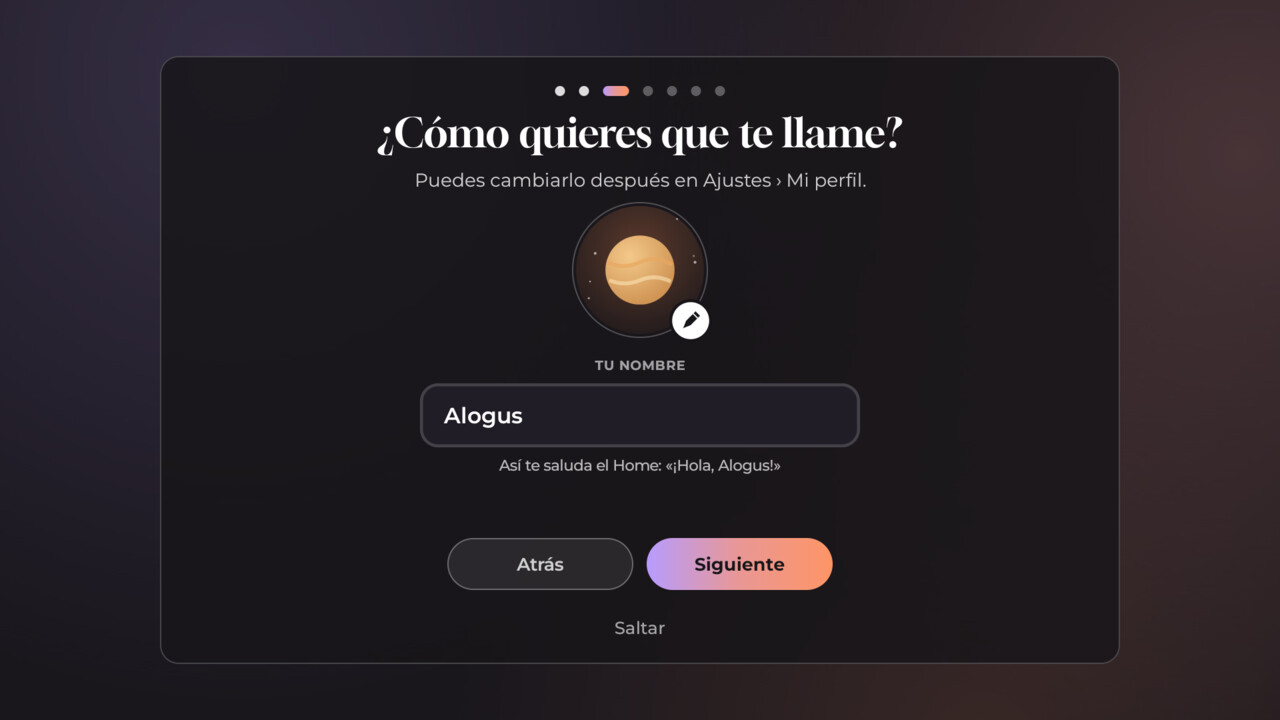 ¿Cómo quieres que te llame?
Puedes cambiarlo después en Ajustes › Mi perfil.
TU NOMBRE
Alogus
Así te saluda el Home: «¡Hola, Alogus!»
Atrás
Siguiente
Saltar